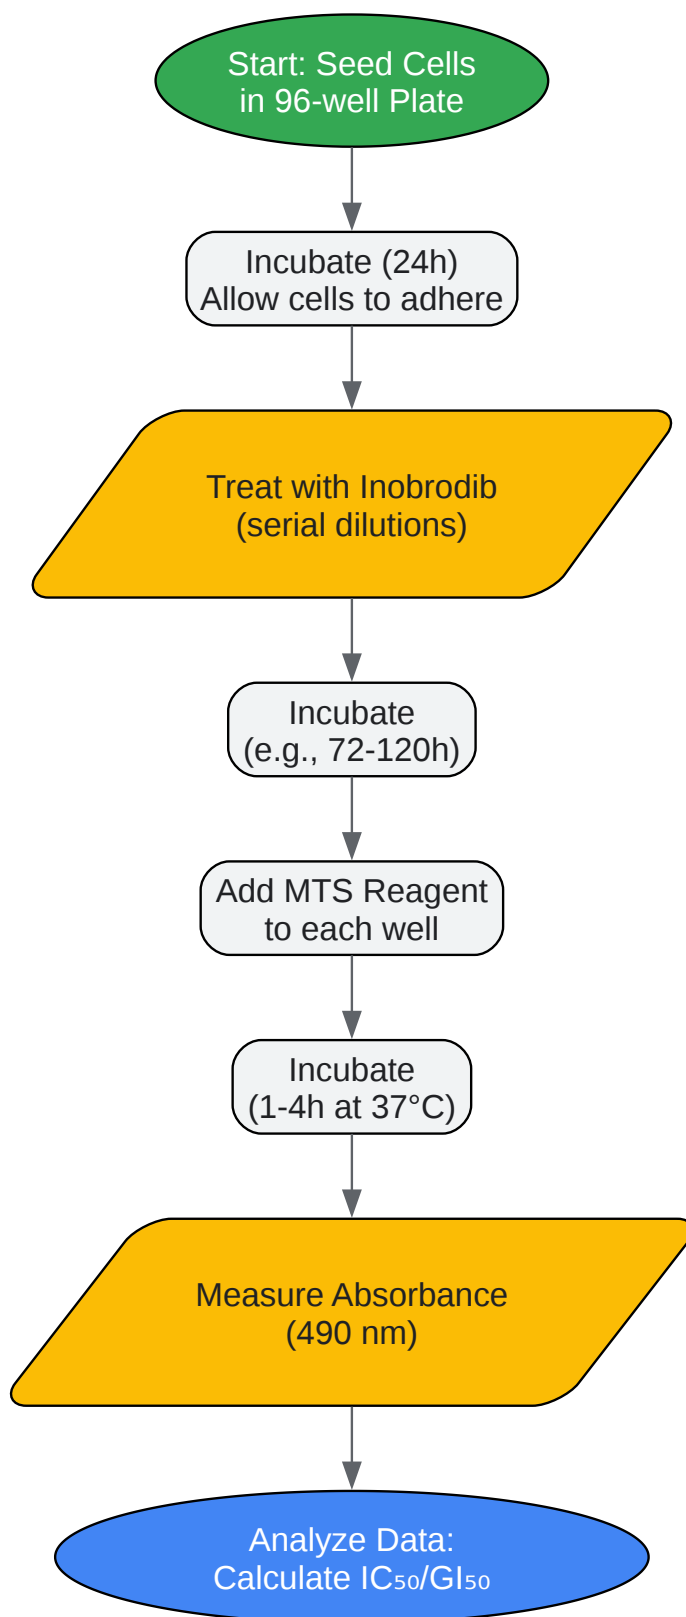 Start: Seed Cells
in 96-well Plate
Incubate (24h)
Allow cells to adhere
Treat with Inobrodib
(serial dilutions)
Incubate
(e.g., 72-120h)
Add MTS Reagent
to each well
Incubate
(1-4h at 37°C)
Measure Absorbance
(490 nm)
Analyze Data:
Calculate IC₅₀/GI₅₀